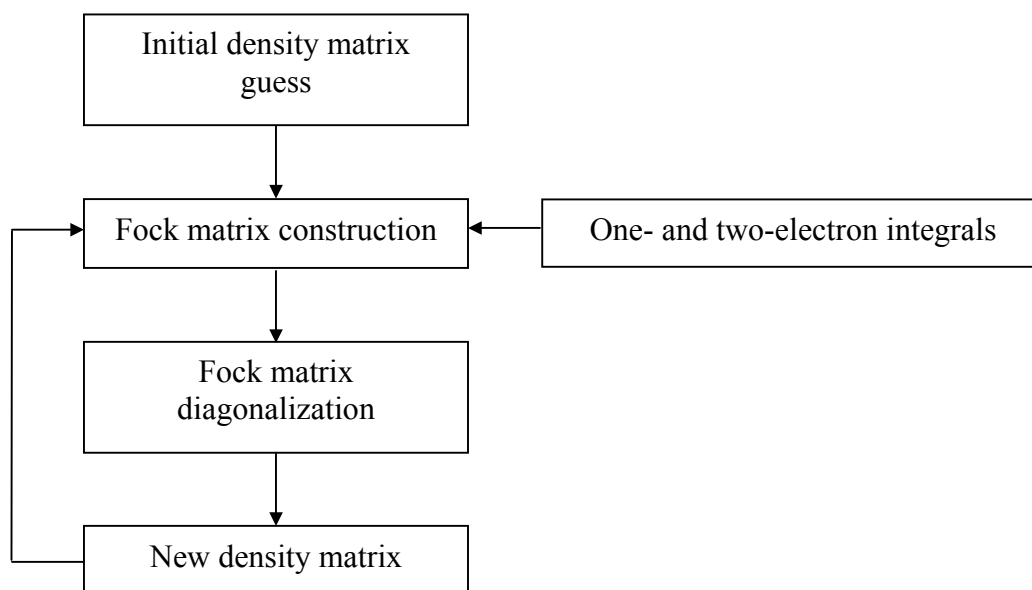 Initial density matrix
guess
Fock matrix construction
One- and two-electron integrals
Fock matrix
diagonalization
New density matrix